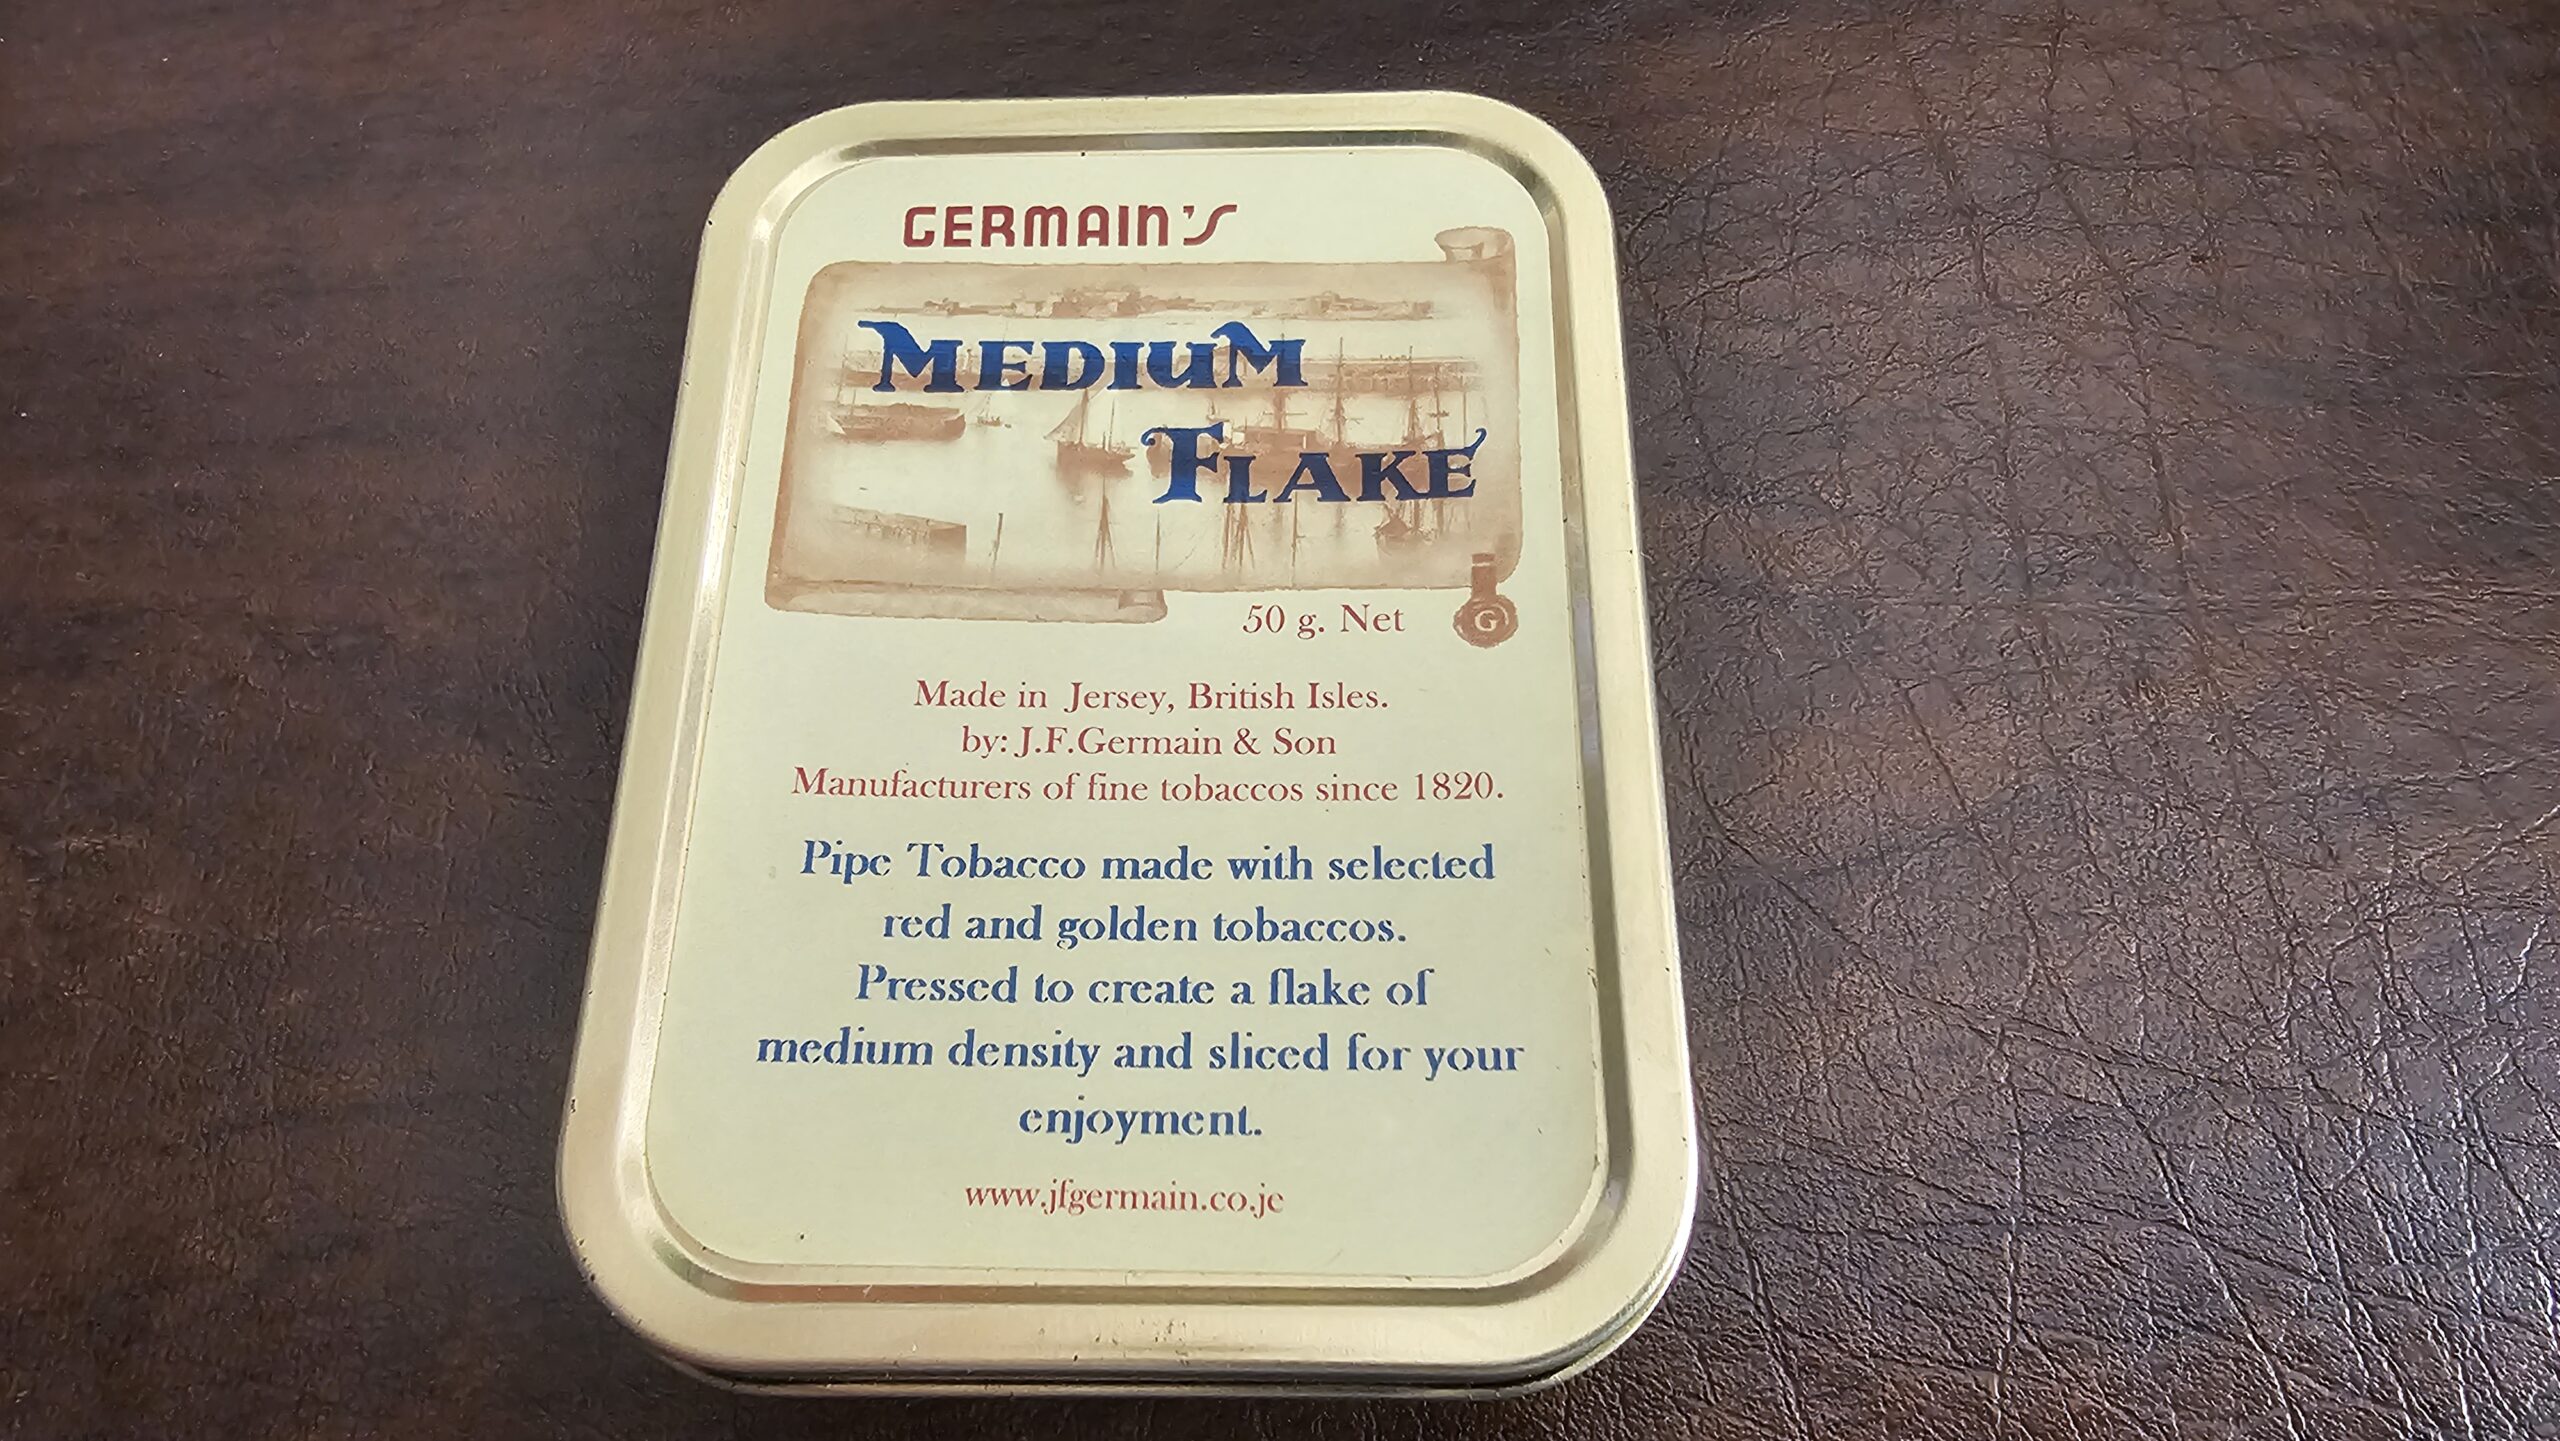 GERMAIN'S
MEDIUM
FLAKE
50 g. Net
G
Made in Jersey, British Isles.
by: J.F.Germain & Son
Manufacturers of fine tobaccos since 1820.
Pipe Tobacco made with selected
red and golden tobaccos.
Pressed to create a flake of
medium density and sliced for your
enjoyment.
www.jfgermain.co.je